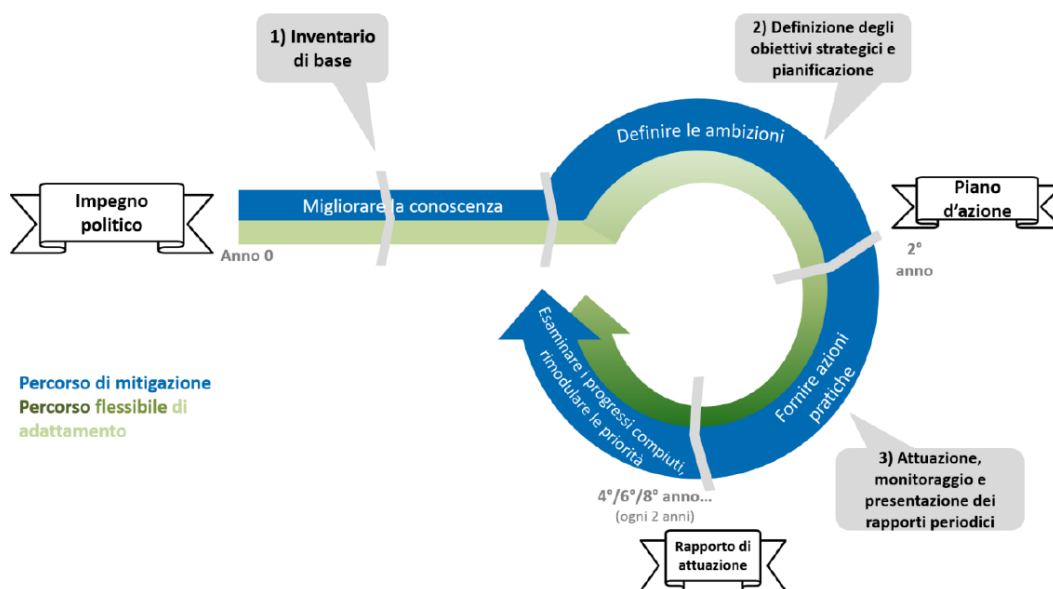 1) Inventario
di base
2) Definizione degli
obiettivi strategici e
pianificazione
Definire le ambizioni
Impegno
politico
Migliorare la conoscenza
Piano
d'azione
Anno 0
2°
anno
Esaminare i progressi compiuti,
rimodulare le priorità
Fornire azioni
pratiche
Percorso di mitigazione
Percorso flessibile di
adattamento
3) Attuazione,
monitoraggio e
presentazione dei
rapporti periodici
4°/6°/8° anno...
(ogni 2 anni)
Rapporto di
attuazione